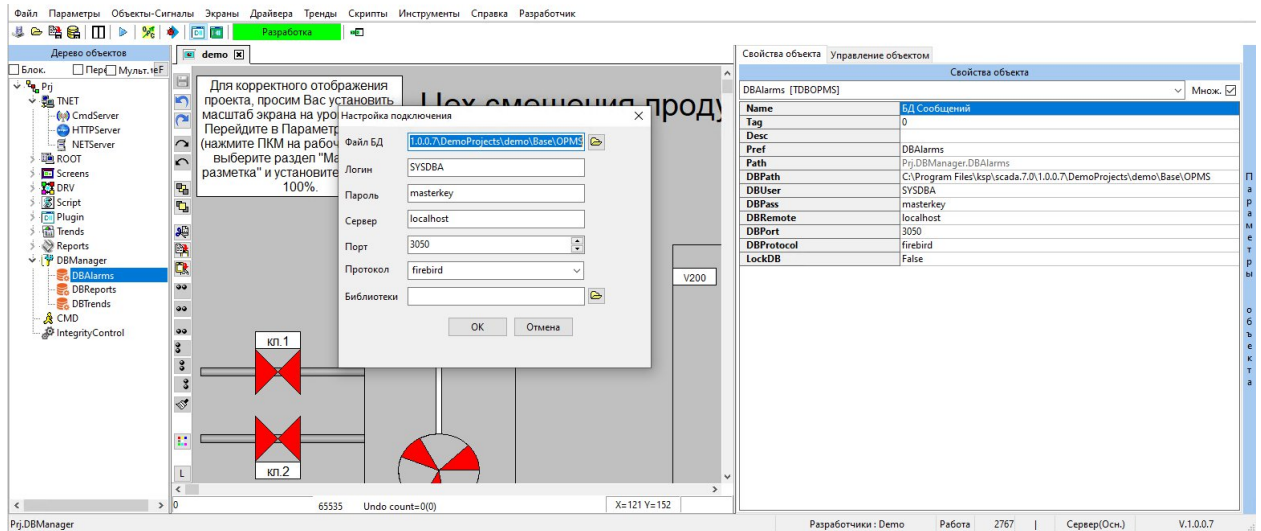 Файл Параметры Объекты-Сигналы Экраны Драйвера Тренды Скрипты Инструменты Справка Разработчик
Разработка
Дерево объектов
Блок. Пере Мульт.
F
Prj
TNET
CmdServer
HTTPServer
NETServer
ROOT
Screens
DRV
Script
Plugin
Trends
Reports
DBManager
DBAlarms
DBReports
DBTrends
CMD
IntegrityControl
demo
Для корректного отображения
проекта, просим Вас установить
масштаб экрана на уро
Перейдите в Параметр
(нажмите ПКМ на рабоч
выберите раздел "Ма
разметка" и установите
100%.
Цех смешения проду
V200
кл.1
кл.2
L
Настройка подключения
Файл БД 1.0.0.7\DemoProjects\demo\Base\OPMS
Логин SYSDBA
Пароль masterkey
Сервер localhost
Порт 3050
Протокол firebird
Библиотеки
OK Отмена
0 65535 Undo count=0(0) X=121 Y=152
Свойства объекта Управление объектом
Свойства объекта
DBAlarms [TDBOPMS] Множ.
Name БД Сообщений
Tag 0
Desc
Pref DBAlarms
Path Prj.DBManager.DBAlarms
DBPath C:\Program Files\ksp\scada.7.0\1.0.0.7\DemoProjects\demo\Base\OPMS
DBUser SYSDBA
DBPass masterkey
DBRemote localhost
DBPort 3050
DBProtocol firebird
LockDB False
Параметры объекта
Prj.DBManager Разработчики : Demo Работа 2767 | Сервер(Осн.) V.1.0.0.7